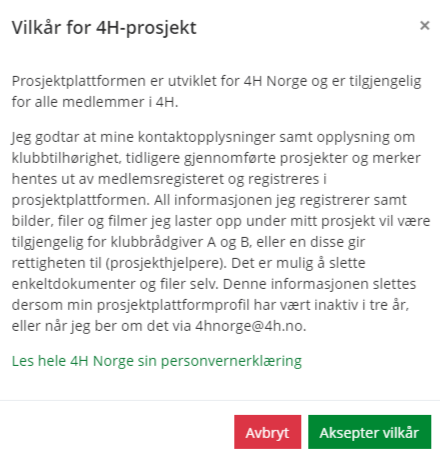 Vilkår for 4H-prosjekt
×
Prosjektplattformen er utviklet for 4H Norge og er tilgjengelig
for alle medlemmer i 4H.
Jeg godtar at mine kontaktopplysninger samt opplysning om
klubbtilhørighet, tidligere gjennomførte prosjekter og merker
hentes ut av medlemsregisteret og registreres i
prosjektplattformen. All informasjonen jeg registrerer samt
bilder, filer og filmer jeg laster opp under mitt prosjekt vil være
tilgjengelig for klubbrådgiver A og B, eller en disse gir
rettigheten til (prosjekthjelpere). Det er mulig å slette
enkeltdokumenter og filer selv. Denne informasjonen slettes
dersom min prosjektplattformprofil har vært inaktiv i tre år,
eller når jeg ber om det via 4hnorge@4h.no.
Les hele 4H Norge sin personvernerklæring
Avbryt
Aksepter vilkår